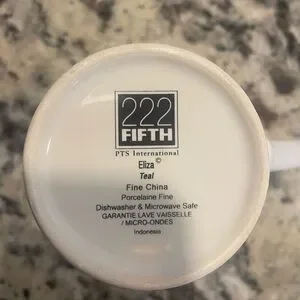 222
FIFTH
PTS International
Eliza©
Teal
Fine China
Porcelaine Fine
Dishwasher & Microwave Safe
GARANTIE LAVE VAISSELLE
/ MICRO-ONDES
Indonesia